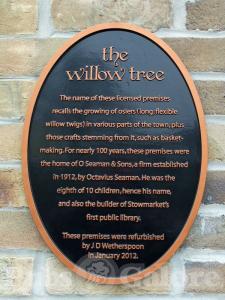 the
willow tree
The name of these licensed premises
recalls the growing of osiers (long flexible
willow twigs) in various parts of the town, plus
those crafts stemming from it, such as basket-
making. For nearly 100 years, these premises were
the home of O Seaman & Sons, a firm established
in 1912, by Octavius Seaman. He was the
eighth of 10 children, hence his name,
and also the builder of Stowmarket's
first public library.
These premises were refurbished
by J D Wetherspoon
in January 2012.